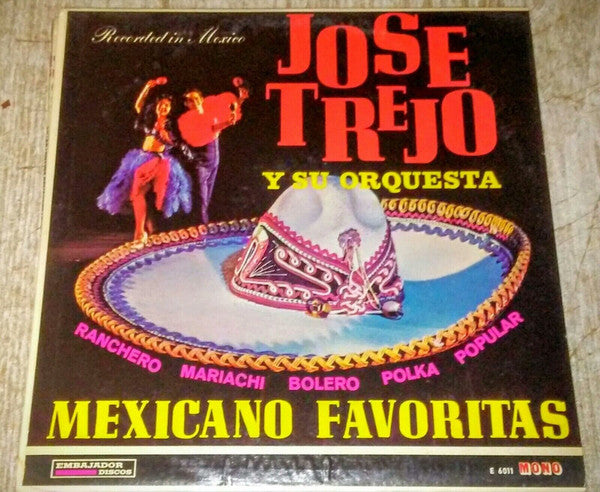 Recorded in Mexico
JOSE
TREJO
Y SU ORQUESTA
RANCHERO MARIACHI BOLERO POLKA POPULAR
MEXICANO FAVORITAS
EMBAJADOR
DISCOS
E 6011 MONO